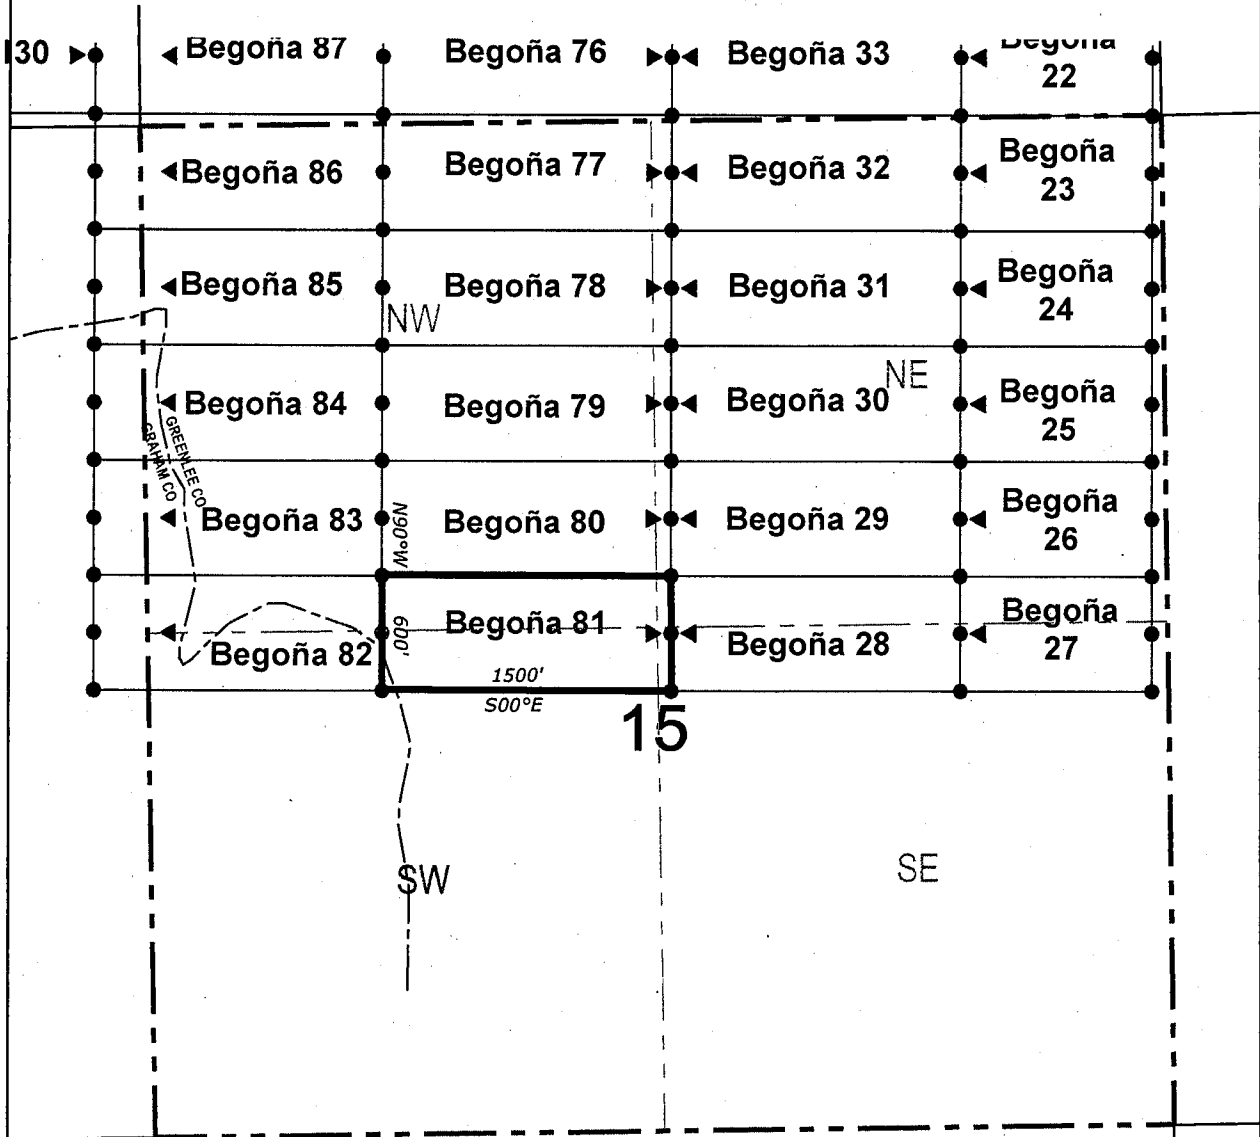 130
Begoña 87
Begoña 76
Begoña 33
Begoña
22
Begoña 86
Begoña 77
Begoña 32
Begoña
23
Begoña 85
Begoña 78
Begoña 31
Begoña
24
NW
NE
Begoña 84
Begoña 79
Begoña 30
Begoña
25
GRAHAM CO
GREENLEE CO
Begoña 83
N90°W
Begoña 80
Begoña 29
Begoña
26
Begoña 82
600'
Begoña 81
Begoña 28
Begoña
27
1500'
S00°E
15
SW
SE